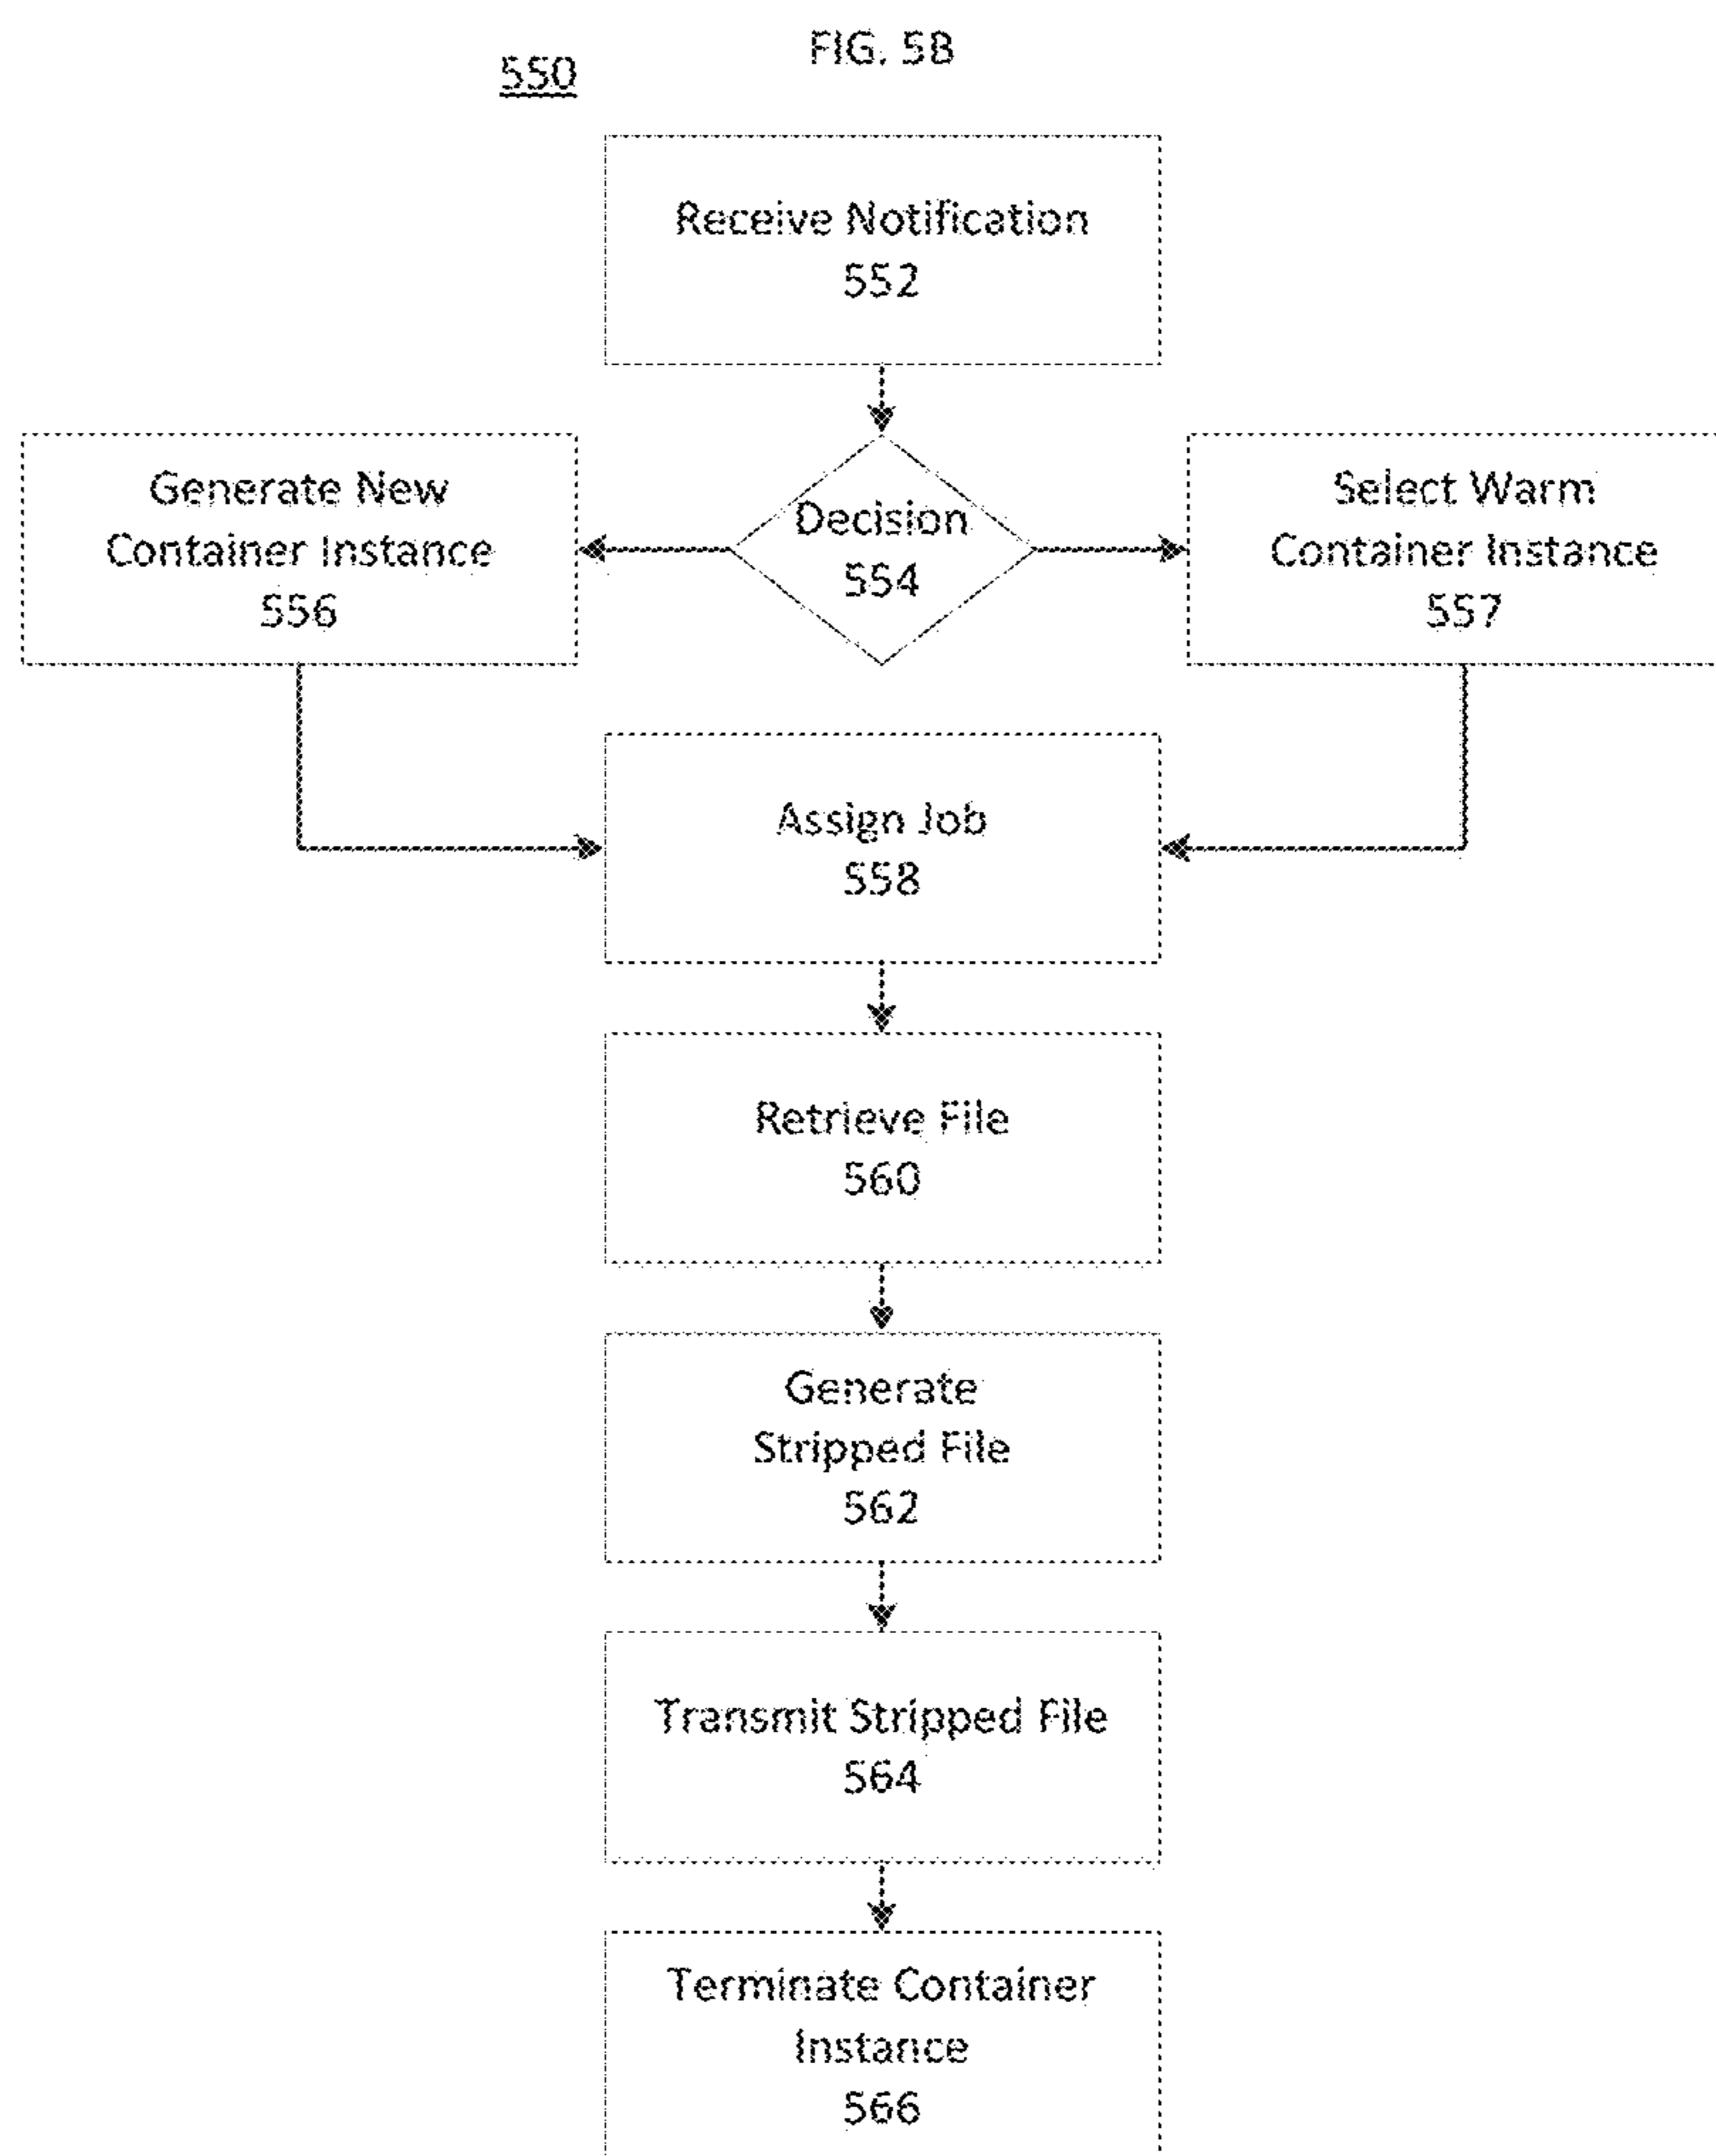 FIG. 5B
550
Receive Notification
552
Decision
554
Generate New
Container Instance
556
Select Warm
Container Instance
557
Assign Job
558
Retrieve File
560
Generate
Stripped File
562
Transmit Stripped File
564
Terminate Container
Instance
566